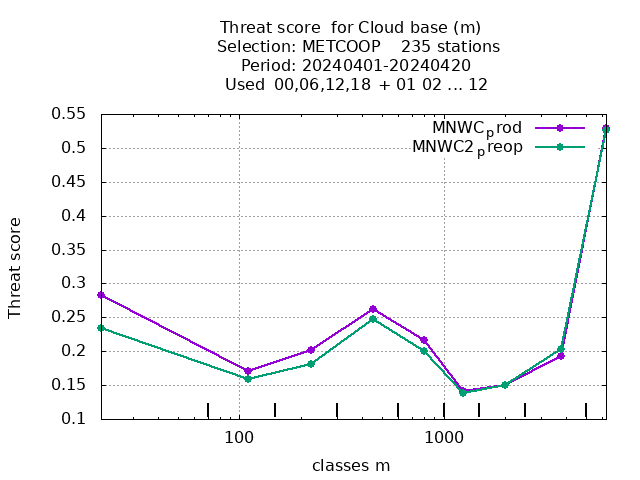 Threat score  for Cloud base (m)
Selection: METCOOP    235 stations
Period: 20240401-20240420
Used  00,06,12,18  + 01 02 ... 12
MNWCprod
MNWC2preop
0.55
0.5
0.45
0.4
0.35
0.3
0.25
0.2
0.15
0.1
Threat score
100
1000
classes m